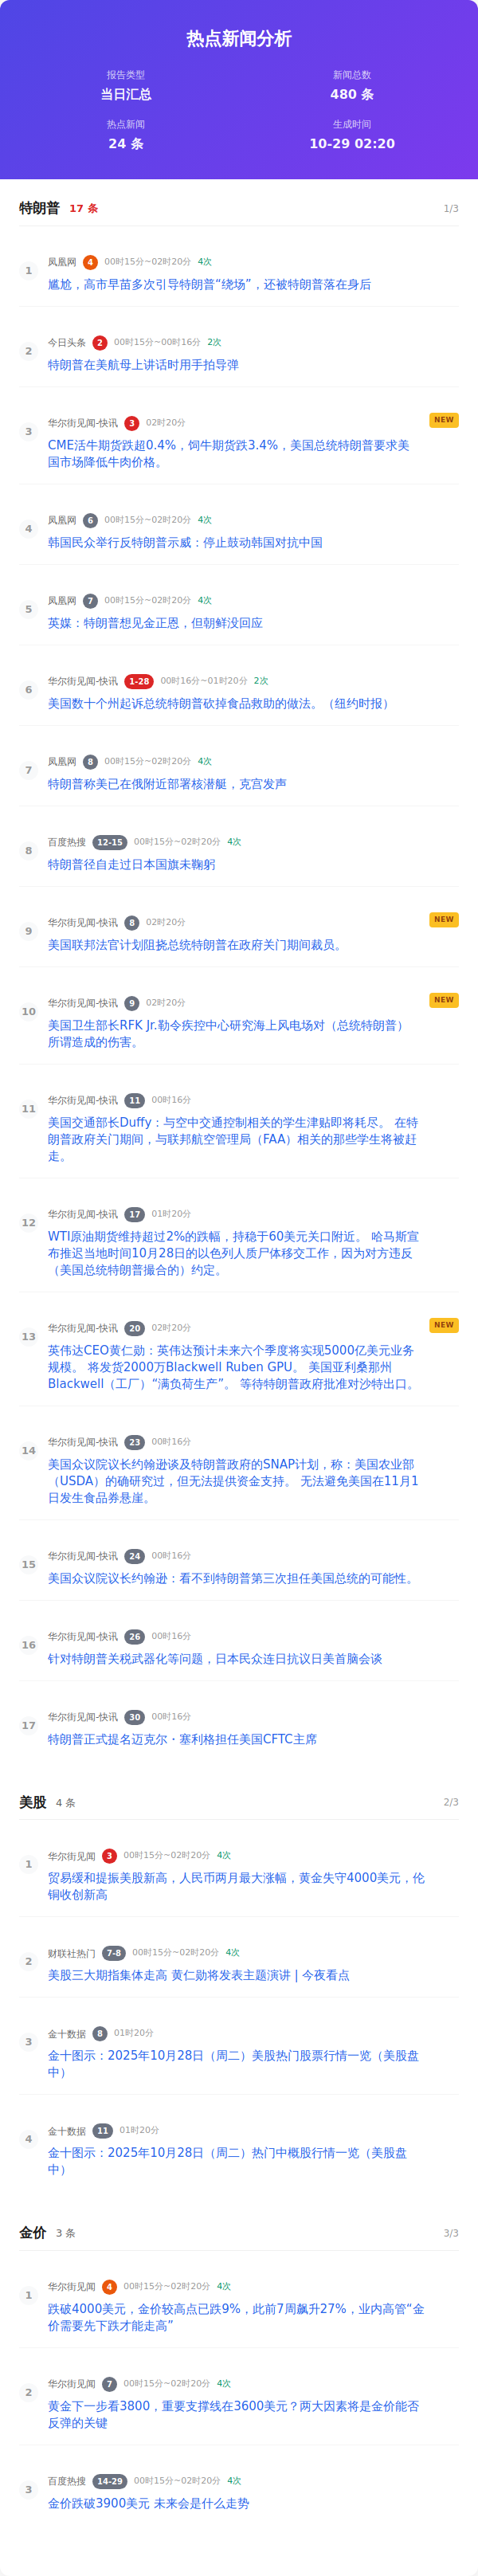 热点新闻分析
报告类型
新闻总数
当日汇总
480 条
热点新闻
生成时间
24 条
10-29 02:20
特朗普 17 条 1/3
1
凤凰网 4 00时15分~02时20分 4次
尴尬，高市早苗多次引导特朗普“绕场”，还被特朗普落在身后
2
今日头条 2 00时15分~00时16分 2次
特朗普在美航母上讲话时用手拍导弹
3
华尔街见闻-快讯 3 02时20分 NEW
CME活牛期货跌超0.4%，饲牛期货跌3.4%，美国总统特朗普要求美
国市场降低牛肉价格。
4
凤凰网 6 00时15分~02时20分 4次
韩国民众举行反特朗普示威：停止鼓动韩国对抗中国
5
凤凰网 7 00时15分~02时20分 4次
英媒：特朗普想见金正恩，但朝鲜没回应
6
华尔街见闻-快讯 1-28 00时16分~01时20分 2次
美国数十个州起诉总统特朗普砍掉食品救助的做法。（纽约时报）
7
凤凰网 8 00时15分~02时20分 4次
特朗普称美已在俄附近部署核潜艇，克宫发声
8
百度热搜 12-15 00时15分~02时20分 4次
特朗普径自走过日本国旗未鞠躬
9
华尔街见闻-快讯 8 02时20分 NEW
美国联邦法官计划阻挠总统特朗普在政府关门期间裁员。
10
华尔街见闻-快讯 9 02时20分 NEW
美国卫生部长RFK Jr.勒令疾控中心研究海上风电场对（总统特朗普）
所谓造成的伤害。
11
华尔街见闻-快讯 11 00时16分
美国交通部长Duffy：与空中交通控制相关的学生津贴即将耗尽。 在特
朗普政府关门期间，与联邦航空管理局（FAA）相关的那些学生将被赶
走。
12
华尔街见闻-快讯 17 01时20分
WTI原油期货维持超过2%的跌幅，持稳于60美元关口附近。 哈马斯宣
布推迟当地时间10月28日的以色列人质尸体移交工作，因为对方违反
（美国总统特朗普撮合的）约定。
13
华尔街见闻-快讯 20 02时20分 NEW
英伟达CEO黄仁勋：英伟达预计未来六个季度将实现5000亿美元业务
规模。 将发货2000万Blackwell Ruben GPU。 美国亚利桑那州
Blackwell（工厂）“满负荷生产”。 等待特朗普政府批准对沙特出口。
14
华尔街见闻-快讯 23 00时16分
美国众议院议长约翰逊谈及特朗普政府的SNAP计划，称：美国农业部
（USDA）的确研究过，但无法提供资金支持。 无法避免美国在11月1
日发生食品券悬崖。
15
华尔街见闻-快讯 24 00时16分
美国众议院议长约翰逊：看不到特朗普第三次担任美国总统的可能性。
16
华尔街见闻-快讯 26 00时16分
针对特朗普关税武器化等问题，日本民众连日抗议日美首脑会谈
17
华尔街见闻-快讯 30 00时16分
特朗普正式提名迈克尔·塞利格担任美国CFTC主席
美股 4 条 2/3
1
华尔街见闻 3 00时15分~02时20分 4次
贸易缓和提振美股新高，人民币两月最大涨幅，黄金失守4000美元，伦
铜收创新高
2
财联社热门 7-8 00时15分~02时20分 4次
美股三大期指集体走高 黄仁勋将发表主题演讲 | 今夜看点
3
金十数据 8 01时20分
金十图示：2025年10月28日（周二）美股热门股票行情一览（美股盘
中）
4
金十数据 11 01时20分
金十图示：2025年10月28日（周二）热门中概股行情一览（美股盘
中）
金价 3 条 3/3
1
华尔街见闻 4 00时15分~02时20分 4次
跌破4000美元，金价较高点已跌9%，此前7周飙升27%，业内高管“金
价需要先下跌才能走高”
2
华尔街见闻 7 00时15分~02时20分 4次
黄金下一步看3800，重要支撑线在3600美元？两大因素将是金价能否
反弹的关键
3
百度热搜 14-29 00时15分~02时20分 4次
金价跌破3900美元 未来会是什么走势